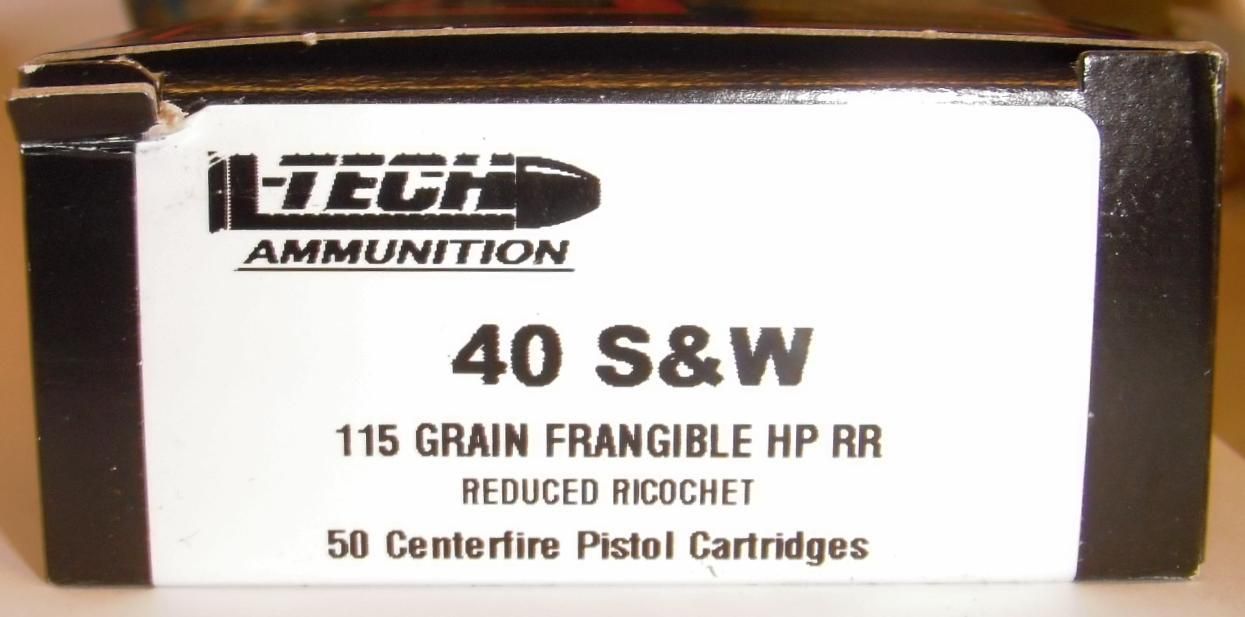 L-TECH
AMMUNITION
40 S&W
115 GRAIN FRANGIBLE HP RR
REDUCED RICOCHET
50 Centerfire Pistol Cartridges